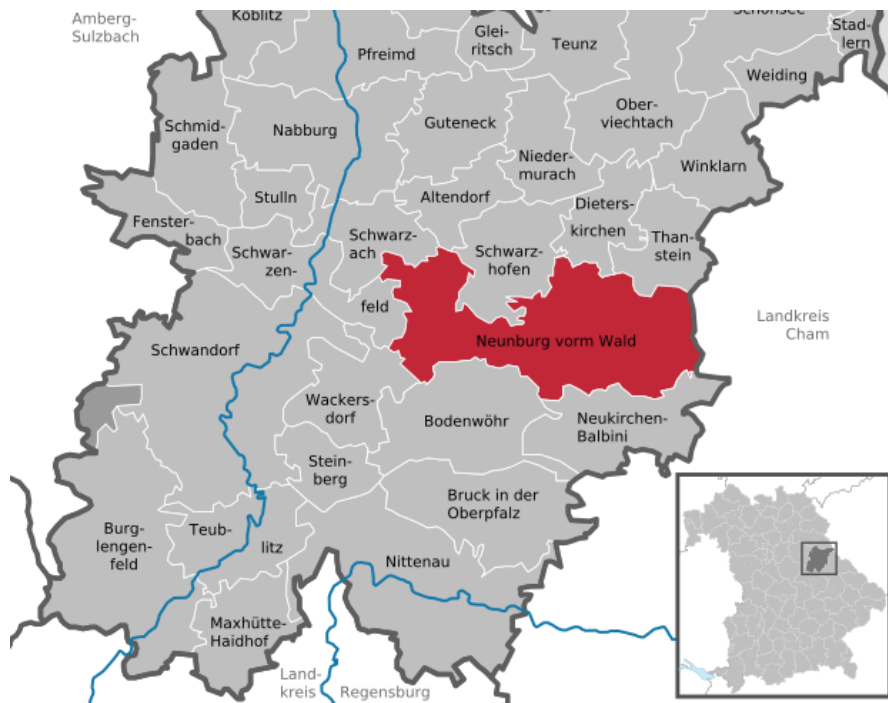 Amberg-
Sulzbach
Köblitz
Pfreimd
Glei-
ritsch
Teunz
Schönsee
Stad-
lern
Weiding
Schmid-
gaden
Nabburg
Guteneck
Ober-
viechtach
Nieder-
murach
Winklarn
Stulln
Altendorf
Dieters-
kirchen
Fenster-
bach
Schwar-
zen-
Schwarz-
ach
Schwarz-
hofen
Than-
stein
feld
Landkreis
Cham
Schwandorf
Neunburg vorm Wald
Wackers-
dorf
Bodenwöhr
Neukirchen-
Balbini
Stein-
berg
Bruck in der
Oberpfalz
Burg-
lengen-
feld
Teub-
litz
Nittenau
Maxhütte-
Haidhof
Land-
kreis
Regensburg